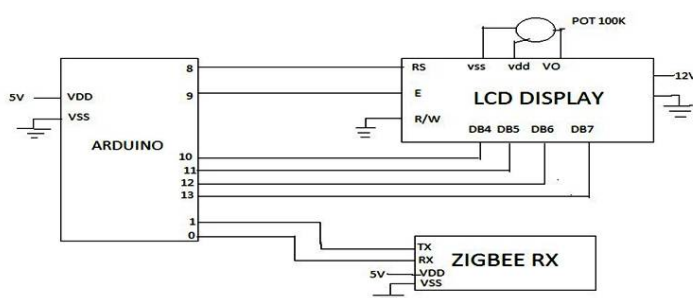 POT 100K
8
RS
vss
vdd
VO
12V
5V
VDD
9
E
LCD DISPLAY
VSS
R/W
ARDUINO
DB4
DB5
DB6
DB7
10
11
12
13
1
0
TX
RX
ZIGBEE RX
5V
VDD
VSS